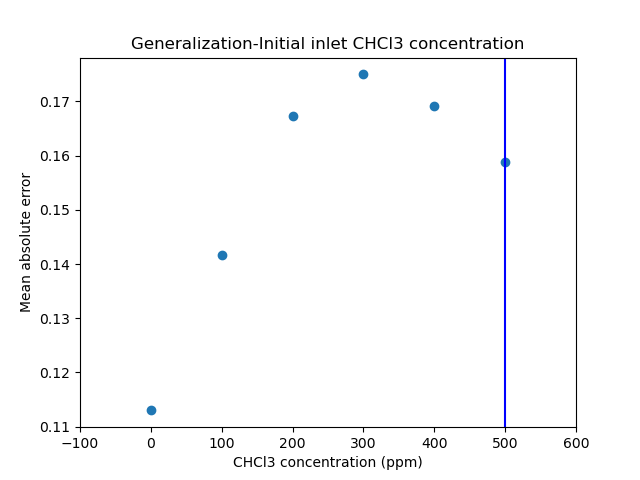 Generalization-Initial inlet CHCl3 concentration
0.17
0.16
0.15
0.14
0.13
0.12
0.11
Mean absolute error
−100 0 100 200 300 400 500 600
CHCl3 concentration (ppm)